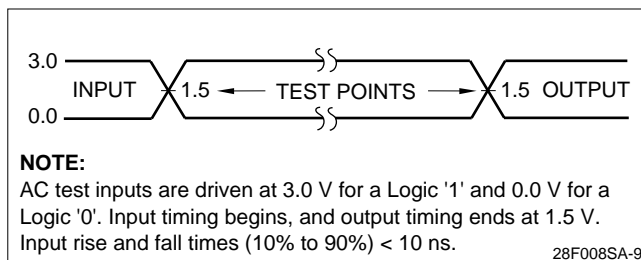 3.0
INPUT 1.5 TEST POINTS 1.5 OUTPUT
0.0
NOTE:
AC test inputs are driven at 3.0 V for a Logic '1' and 0.0 V for a
Logic '0'. Input timing begins, and output timing ends at 1.5 V.
Input rise and fall times (10% to 90%) < 10 ns.
28F008SA-9